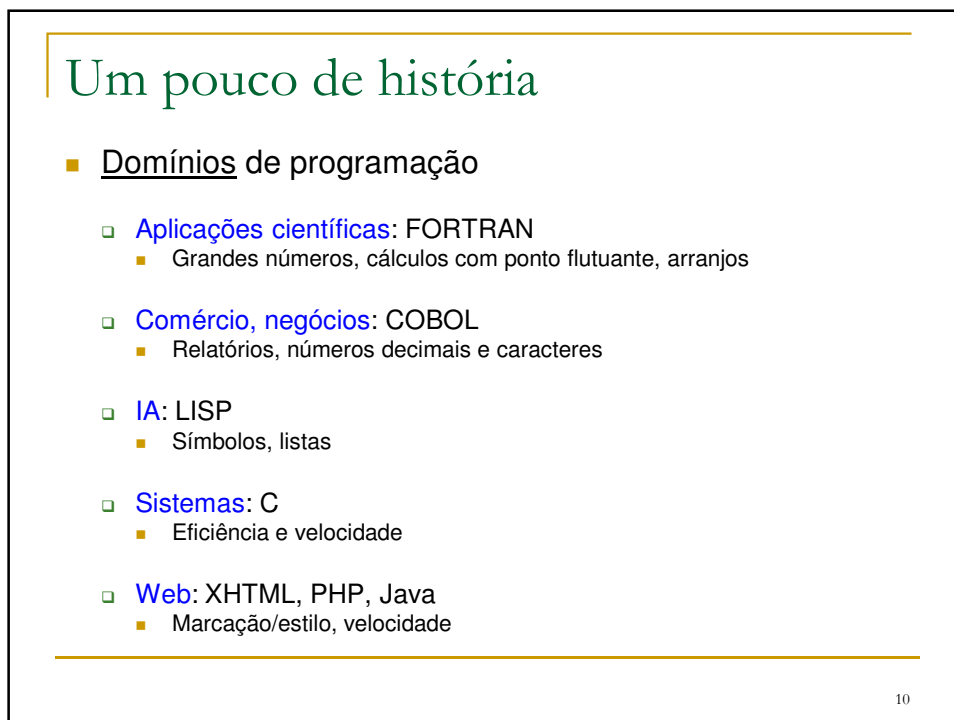 Um pouco de história
Domínios de programação
Aplicações científicas: FORTRAN
Grandes números, cálculos com ponto flutuante, arranjos
Comércio, negócios: COBOL
Relatórios, números decimais e caracteres
IA: LISP
Símbolos, listas
Sistemas: C
Eficiência e velocidade
Web: XHTML, PHP, Java
Marcação/estilo, velocidade
10